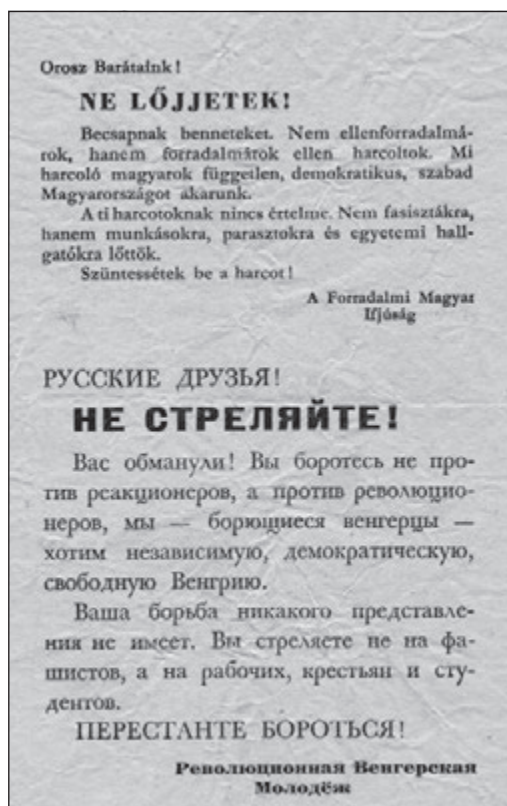 Orosz Barátaink!
NE LŐJJETEK!
Becsapnak benneteket. Nem ellenforradalmá-
rok, hanem forradalmárok ellen harcoltok. Mi
harcoló magyarok független, demokratikus, szabad
Magyarországot akarunk.
A ti harcotoknak nincs értelme. Nem fasisztákra,
hanem munkásokra, parasztokra és egyetemi hall-
gatókra lőttök.
Szüntessétek be a harcot!
A Forradalmi Magyar
Ifjúság
РУССКИЕ ДРУЗЬЯ!
НЕ СТРЕЛЯЙТЕ!
Вас обманули! Вы боротесь не про-
тив реакционеров, а против революцио-
неров, мы — борющиеся венгерцы —
хотим независимую, демократическую,
свободную Венгрию.
Ваша борьба никакого представле-
ния не имеет. Вы стреляете не на фа-
шистов, а на рабочих, крестьян и сту-
дентов.
ПЕРЕСТАНТЕ БОРОТЬСЯ!
Революционная Венгерская
Молодёж